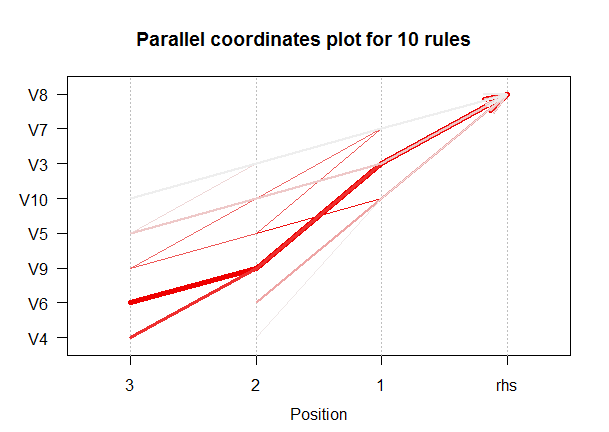 Parallel coordinates plot for 10 rules
V8
V7
V3
V10
V5
V9
V6
V4
3 2 1 rhs
Position